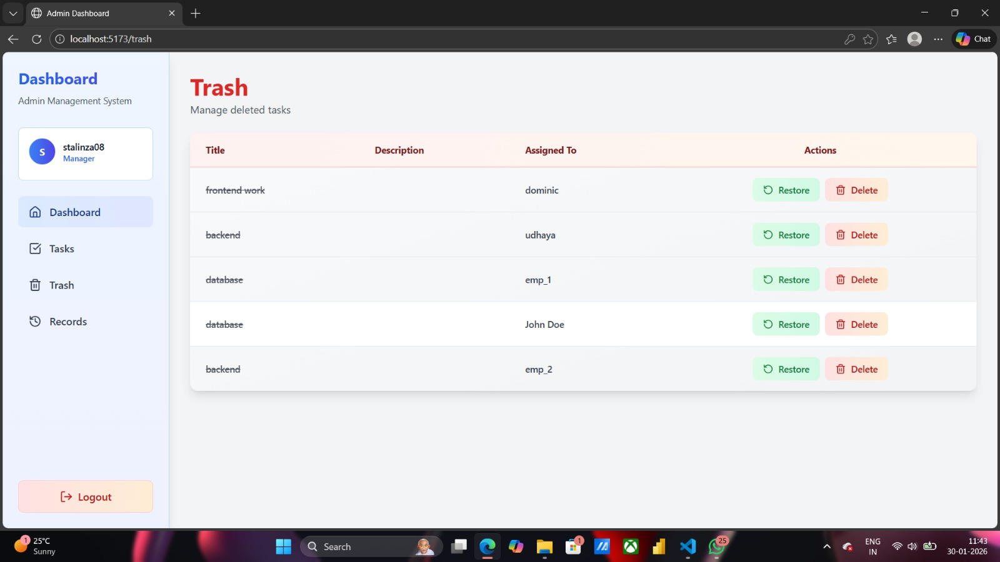 Admin Dashboard
localhost:5173/trash
Chat
Dashboard
Admin Management System
S
stalinza08
Manager
Dashboard
Tasks
Trash
Records
Logout
Trash
Manage deleted tasks
Title Description Assigned To Actions
frontend work dominic Restore Delete
backend udhaya Restore Delete
database emp_1 Restore Delete
database John Doe Restore Delete
backend emp_2 Restore Delete
1
25°C
Sunny
Search
1
25
ENG
IN
11:43
30-01-2026